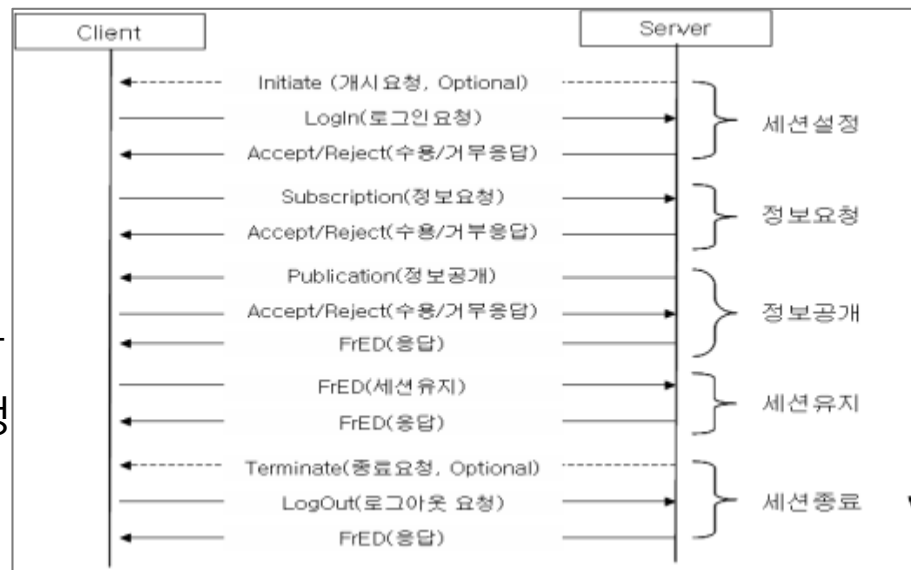 Client
Server
Initiate (개시요청, Optional)
LogIn(로그인요청)
세션설정
Accept/Reject(수용/거부응답)
Subscription(정보요청)
정보요청
Accept/Reject(수용/거부응답)
Publication(정보공개)
Accept/Reject(수용/거부응답)
정보공개
FrED(응답)
FrED(세션유지)
세션유지
FrED(응답)
Terminate(종료요청, Optional)
LogOut(로그아웃 요청)
세션종료
FrED(응답)